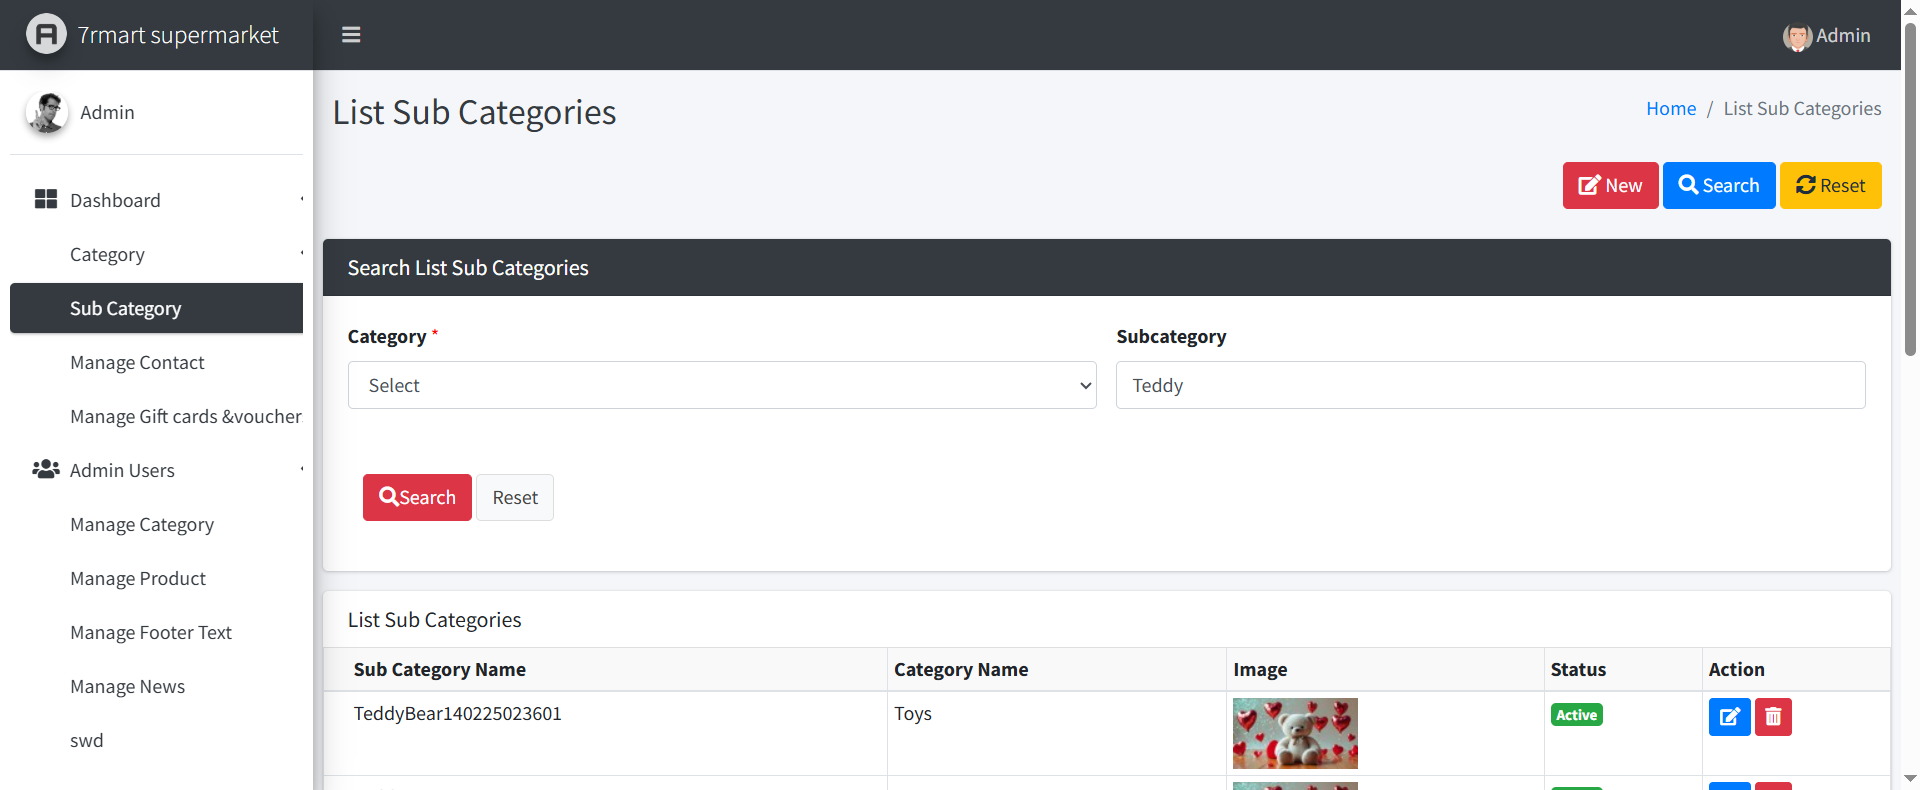 7rmart supermarket
Admin
Admin
List Sub Categories
Home / List Sub Categories
New
Search
Reset
Dashboard
Category
Sub Category
Manage Contact
Manage Gift cards &voucher
Admin Users
Manage Category
Manage Product
Manage Footer Text
Manage News
swd
Search List Sub Categories
Category *
Subcategory
Select
Teddy
Search
Reset
List Sub Categories
Sub Category Name
Category Name
Image
Status
Action
TeddyBear140225023601
Toys
Active